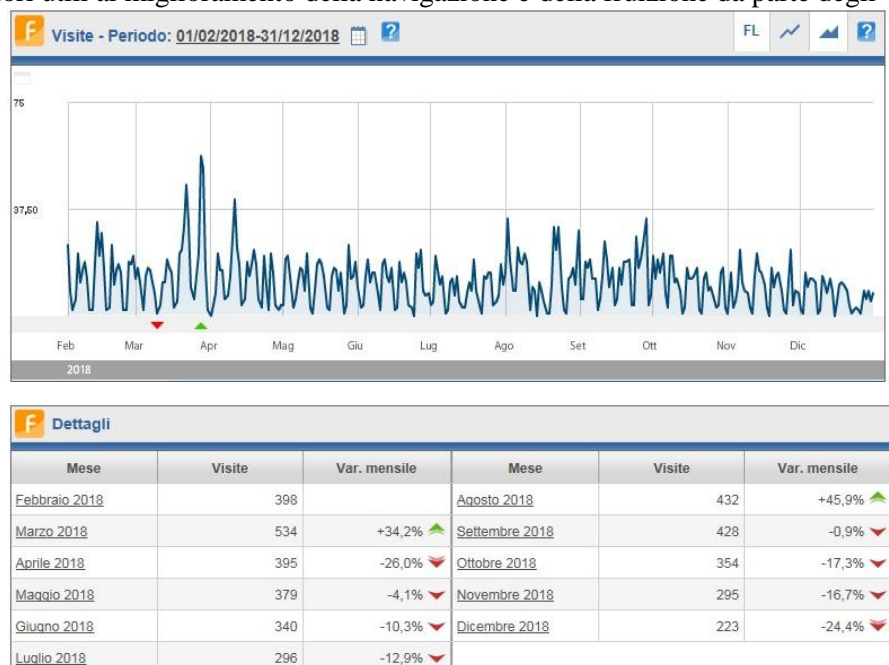 Visite - Periodo: 01/02/2018-31/12/2018 ? FL ?
75
37,50
Feb Mar Apr Mag Giu Lug Ago Set Ott Nov Dic
2018
F Dettagli
Mese Visite Var. mensile Mese Visite Var. mensile
Febbraio 2018 398 Agosto 2018 432 +45,9%
Marzo 2018 534 +34,2% Settembre 2018 428 -0,9%
Aprile 2018 395 -26,0% Ottobre 2018 354 -17,3%
Maggio 2018 379 -4,1% Novembre 2018 295 -16,7%
Giugno 2018 340 -10,3% Dicembre 2018 223 -24,4%
Luglio 2018 296 -12,9%